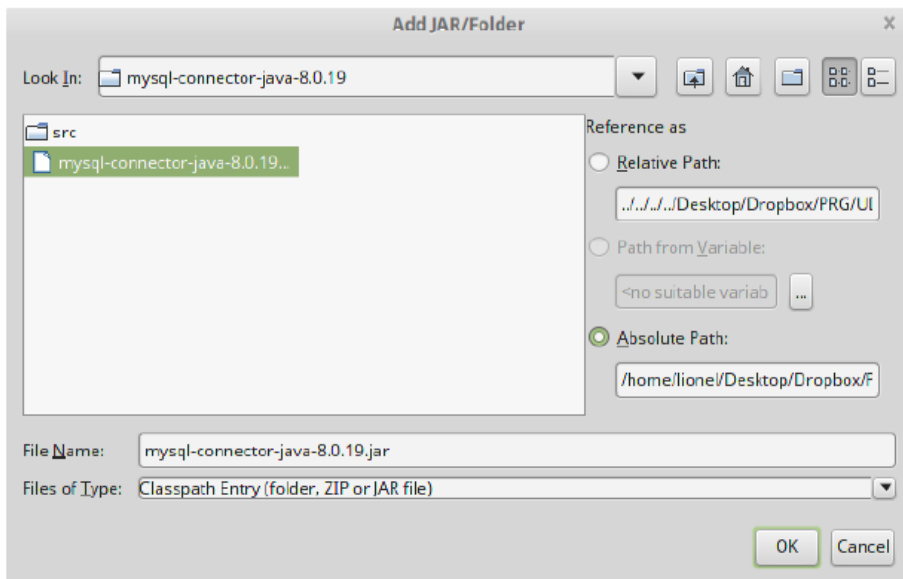 Add JAR/Folder
Look In: mysql-connector-java-8.0.19
src
mysql-connector-java-8.0.19...
Reference as
Relative Path:
../../../../Desktop/Dropbox/PRG/UI
Path from Variable:
<no suitable variab ...
Absolute Path:
/home/lionel/Desktop/Dropbox/F
File Name: mysql-connector-java-8.0.19.jar
Files of Type: Classpath Entry (folder, ZIP or JAR file)
OK Cancel